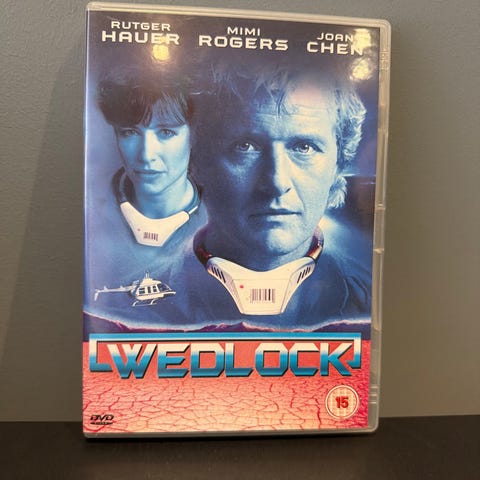 RUTGER MIMI JOAN
HAUER ROGERS CHEN
WEDLOCK
15
DVD